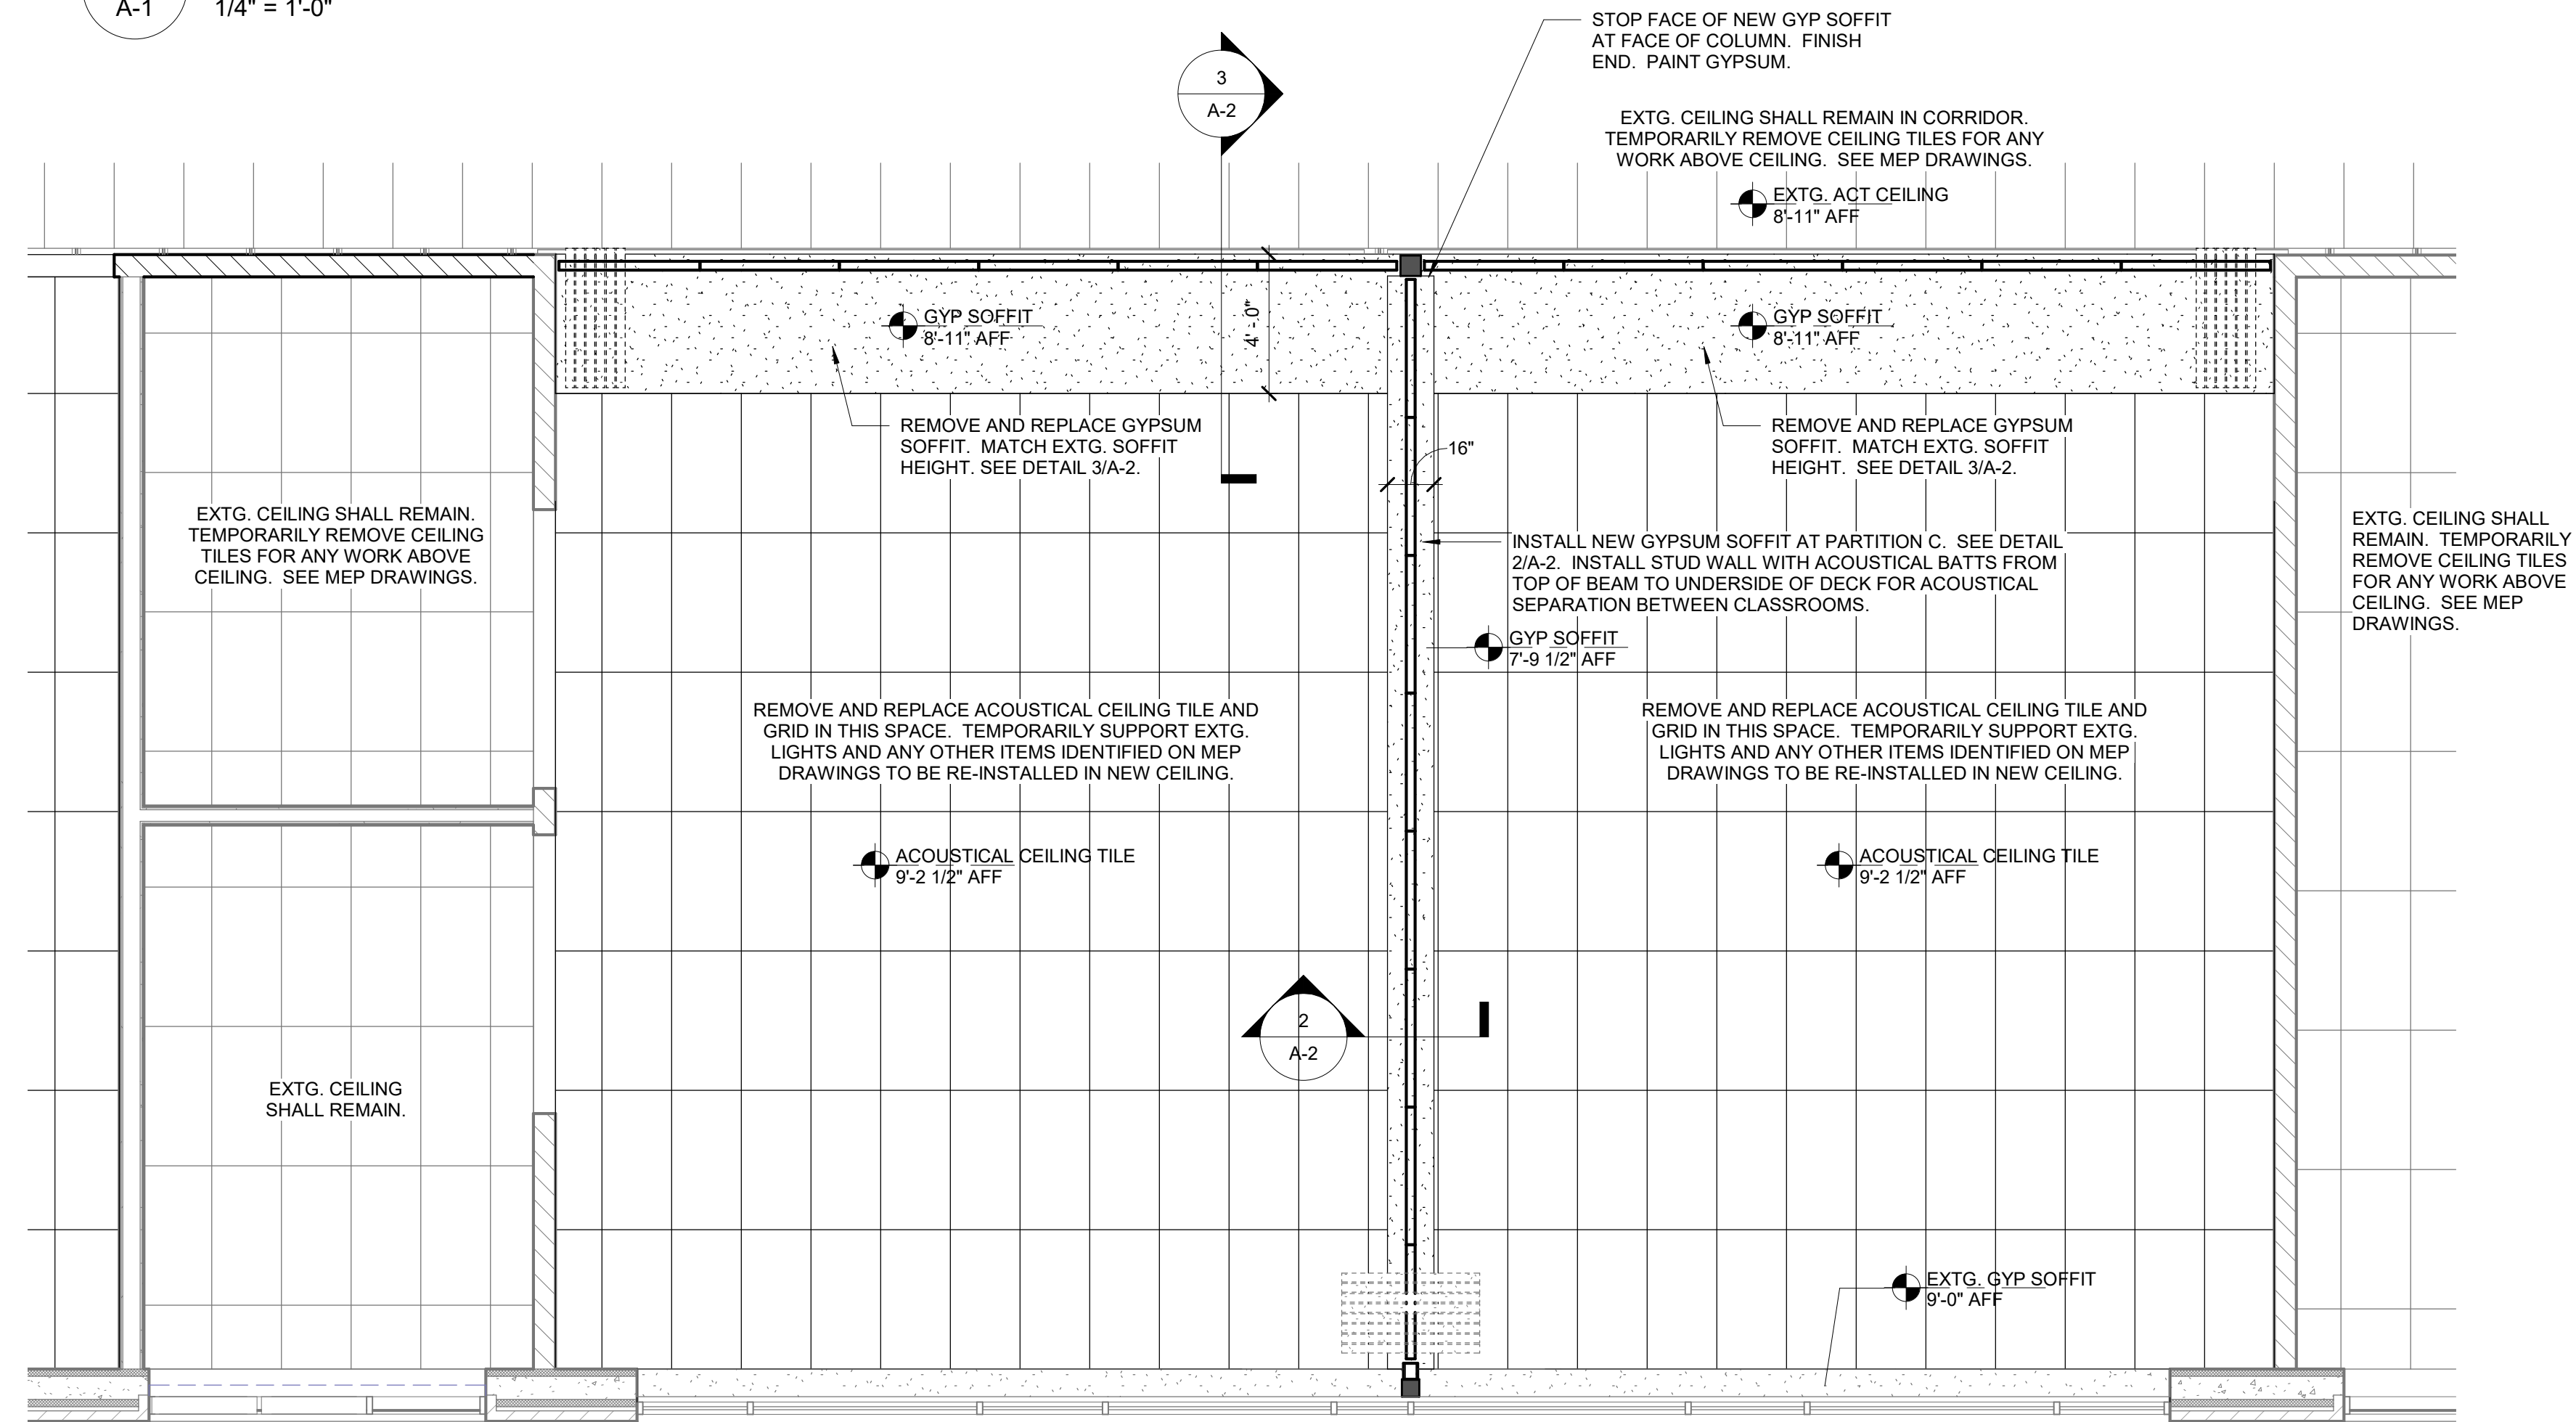 A-1
1/4" = 1'-0"
STOP FACE OF NEW GYP SOFFIT
AT FACE OF COLUMN. FINISH
END. PAINT GYPSUM.
3
A-2
EXTG. CEILING SHALL REMAIN IN CORRIDOR.
TEMPORARILY REMOVE CEILING TILES FOR ANY
WORK ABOVE CEILING. SEE MEP DRAWINGS.
EXTG. ACT CEILING
8'-11" AFF
GYP SOFFIT
8'-11" AFF
4' - 0"
GYP SOFFIT
8'-11" AFF
REMOVE AND REPLACE GYPSUM
SOFFIT. MATCH EXTG. SOFFIT
HEIGHT. SEE DETAIL 3/A-2.
16"
REMOVE AND REPLACE GYPSUM
SOFFIT. MATCH EXTG. SOFFIT
HEIGHT. SEE DETAIL 3/A-2.
EXTG. CEILING SHALL REMAIN.
TEMPORARILY REMOVE CEILING
TILES FOR ANY WORK ABOVE
CEILING. SEE MEP DRAWINGS.
INSTALL NEW GYPSUM SOFFIT AT PARTITION C. SEE DETAIL
2/A-2. INSTALL STUD WALL WITH ACOUSTICAL BATTS FROM
TOP OF BEAM TO UNDERSIDE OF DECK FOR ACOUSTICAL
SEPARATION BETWEEN CLASSROOMS.
EXTG. CEILING SHALL
REMAIN. TEMPORARILY
REMOVE CEILING TILES
FOR ANY WORK ABOVE
CEILING. SEE MEP
DRAWINGS.
GYP SOFFIT
7'-9 1/2" AFF
REMOVE AND REPLACE ACOUSTICAL CEILING TILE AND
GRID IN THIS SPACE. TEMPORARILY SUPPORT EXTG.
LIGHTS AND ANY OTHER ITEMS IDENTIFIED ON MEP
DRAWINGS TO BE RE-INSTALLED IN NEW CEILING.
REMOVE AND REPLACE ACOUSTICAL CEILING TILE AND
GRID IN THIS SPACE. TEMPORARILY SUPPORT EXTG.
LIGHTS AND ANY OTHER ITEMS IDENTIFIED ON MEP
DRAWINGS TO BE RE-INSTALLED IN NEW CEILING.
ACOUSTICAL CEILING TILE
9'-2 1/2" AFF
ACOUSTICAL CEILING TILE
9'-2 1/2" AFF
2
A-2
EXTG. CEILING
SHALL REMAIN.
EXTG. GYP SOFFIT
9'-0" AFF